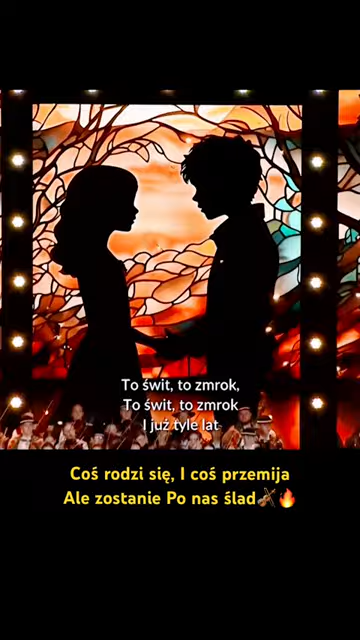 To świt, to zmrok,
To świt, to zmrok
I już tyle lat
Coś rodzi się, I coś przemija
Ale zostanie Po nas ślad🎻🔥